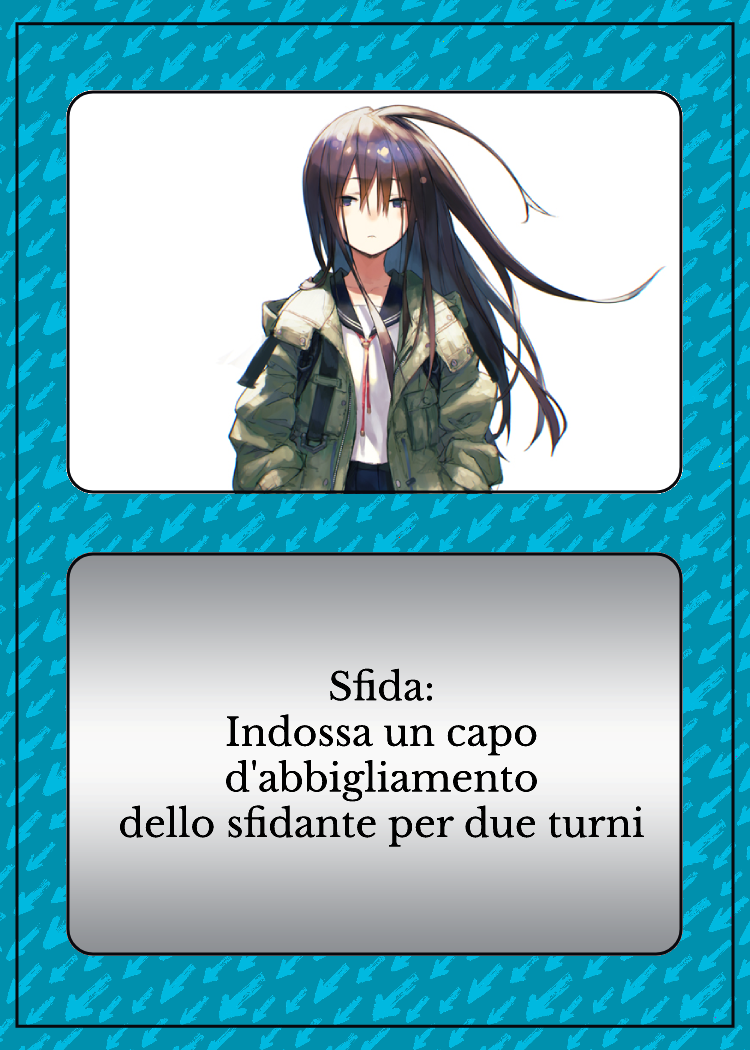 Sfida:
Indossa un capo
d'abbigliamento
dello sfidante per due turni